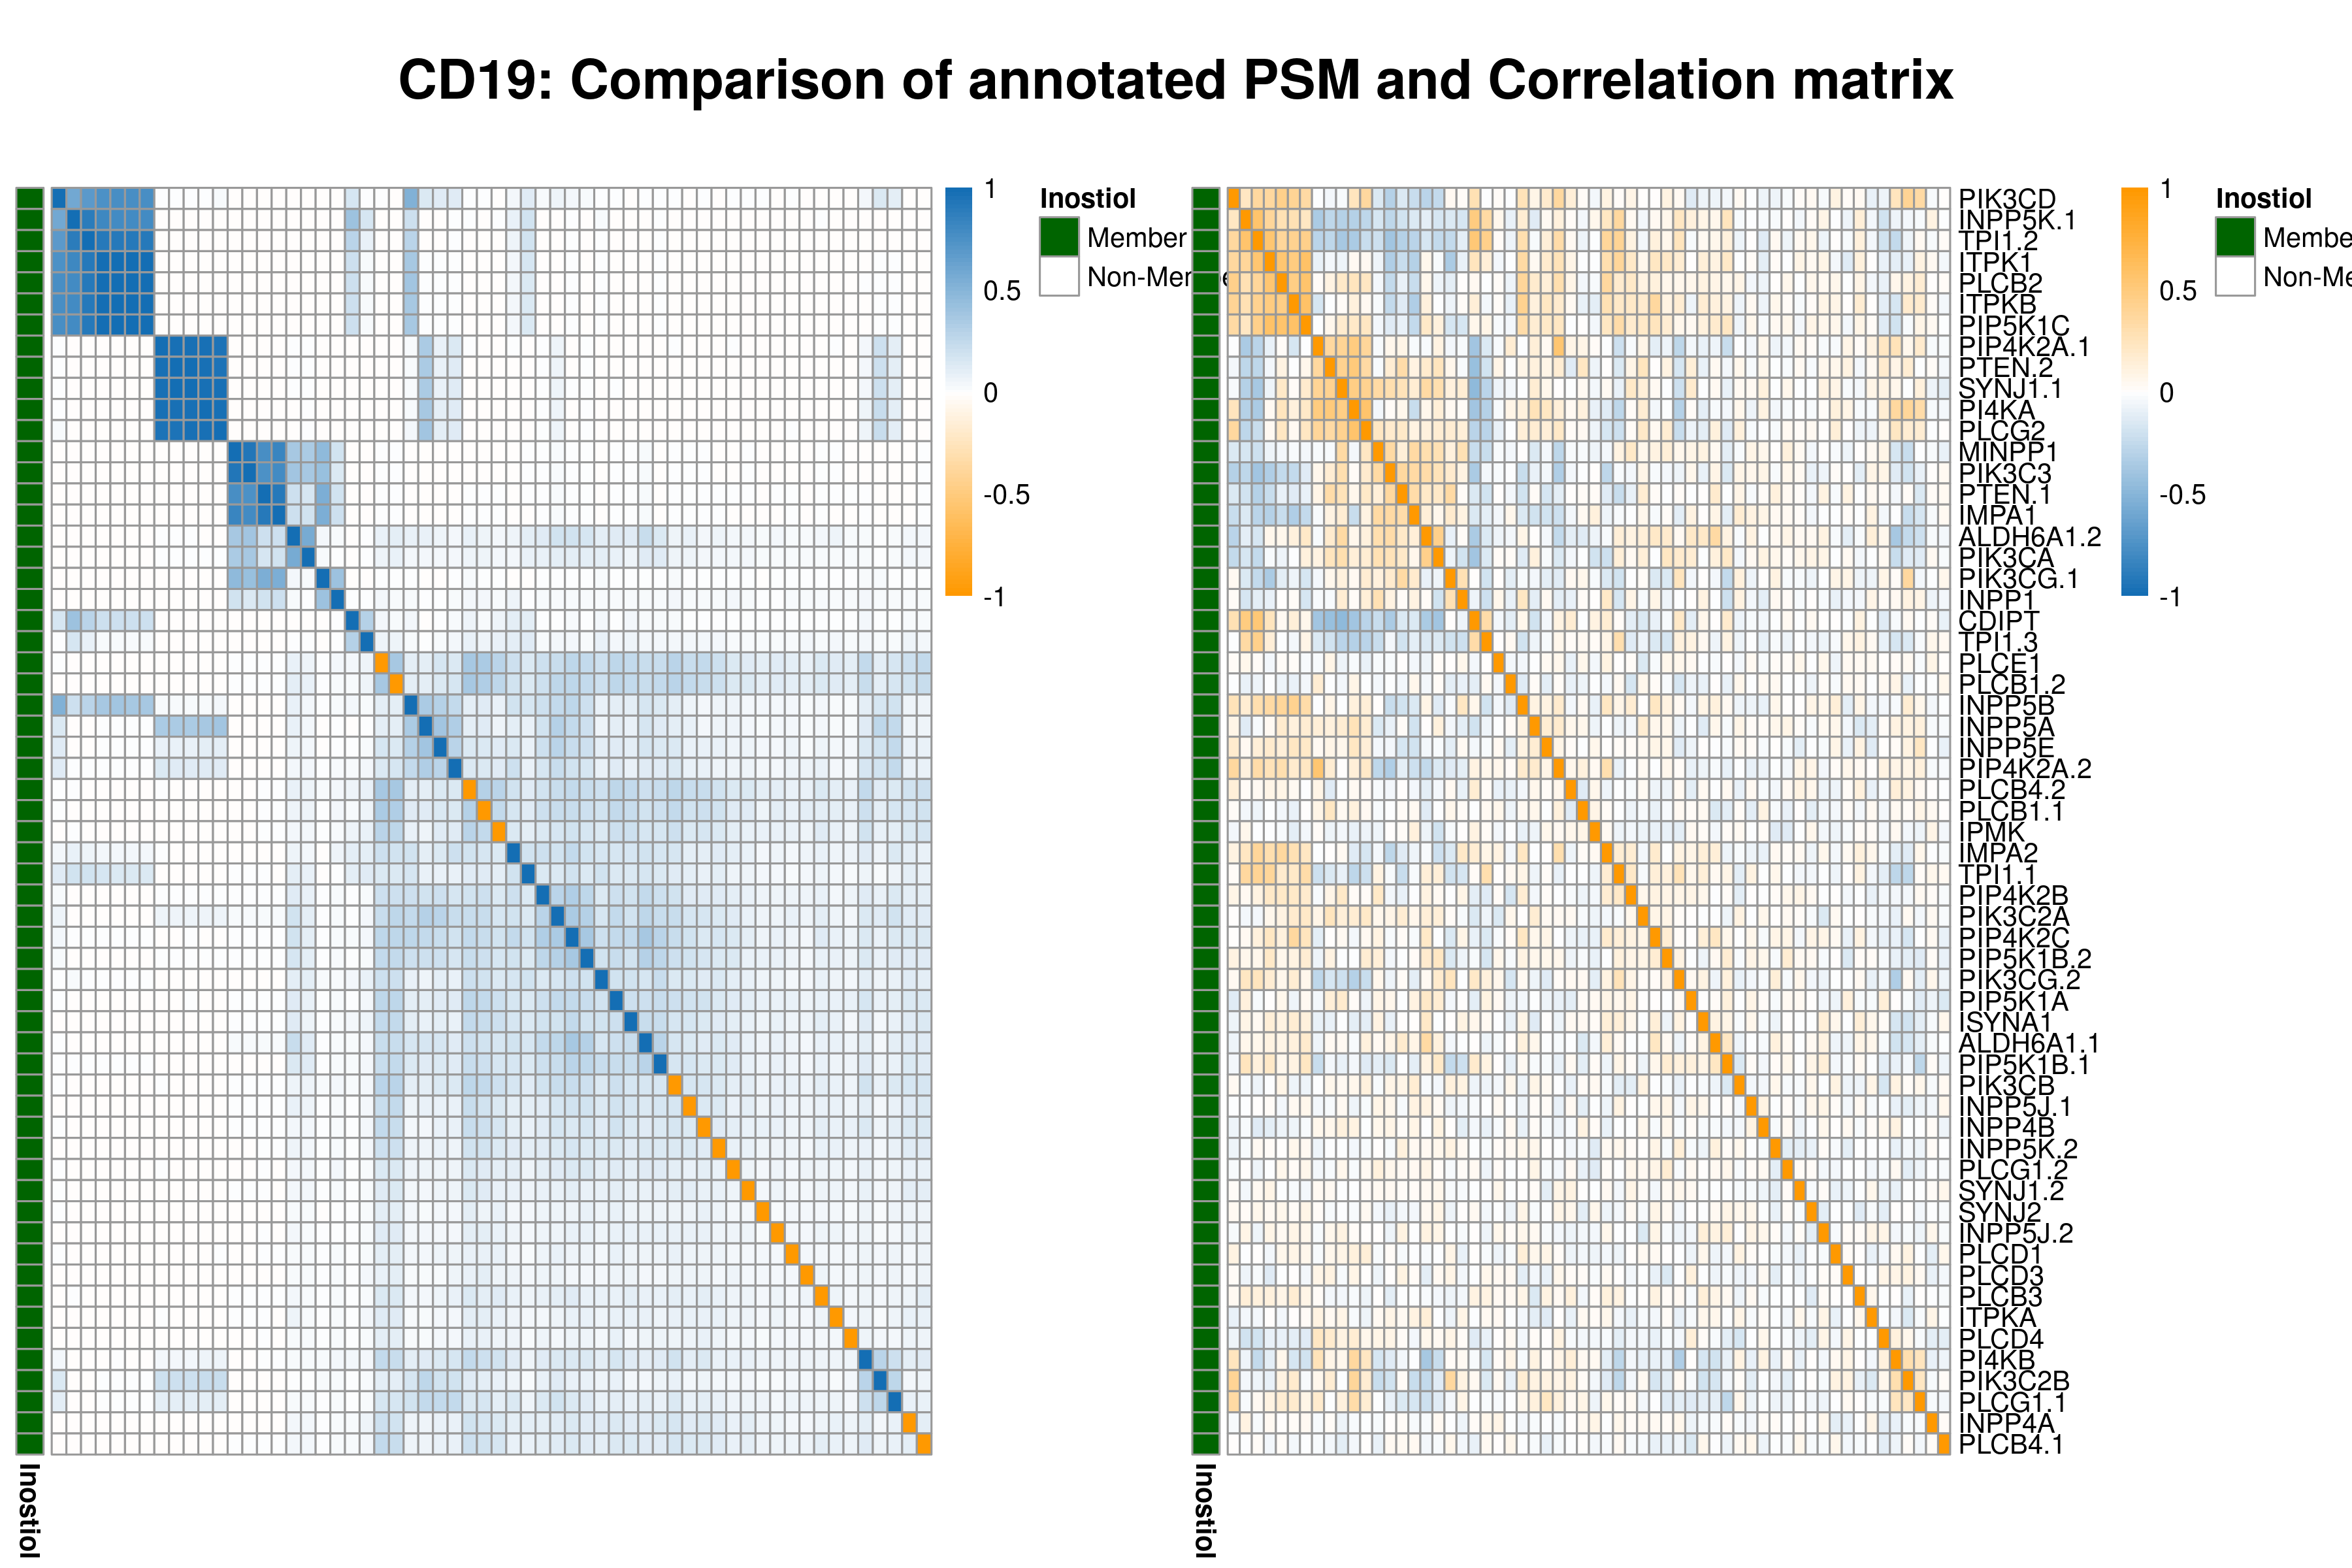 CD19: Comparison of annotated PSM and Correlation matrix
1
0.5
0
-0.5
-1
Inostiol
Member
Non-Membe
Inostiol
PIK3CD
INPP5K.1
TPI1.2
ITPK1
PLCB2
ITPKB
PIP5K1C
PIP4K2A.1
PTEN.2
SYNJ1.1
PI4KA
PLCG2
MINPP1
PIK3C3
PTEN.1
IMPA1
ALDH6A1.2
PIK3CA
PIK3CG.1
INPP1
CDIPT
TPI1.3
PLCE1
PLCB1.2
INPP5B
INPP5A
INPP5E
PIP4K2A.2
PLCB4.2
PLCB1.1
IPMK
IMPA2
TPI1.1
PIP4K2B
PIK3C2A
PIP4K2C
PIP5K1B.2
PIK3CG.2
PIP5K1A
ISYNA1
ALDH6A1.1
PIP5K1B.1
PIK3CB
INPP5J.1
INPP4B
INPP5K.2
PLCG1.2
SYNJ1.2
SYNJ2
INPP5J.2
PLCD1
PLCD3
PLCB3
ITPKA
PLCD4
PI4KB
PIK3C2B
PLCG1.1
INPP4A
PLCB4.1
1
0.5
0
-0.5
-1
Inostiol
Membe
Non-Me
Inostiol